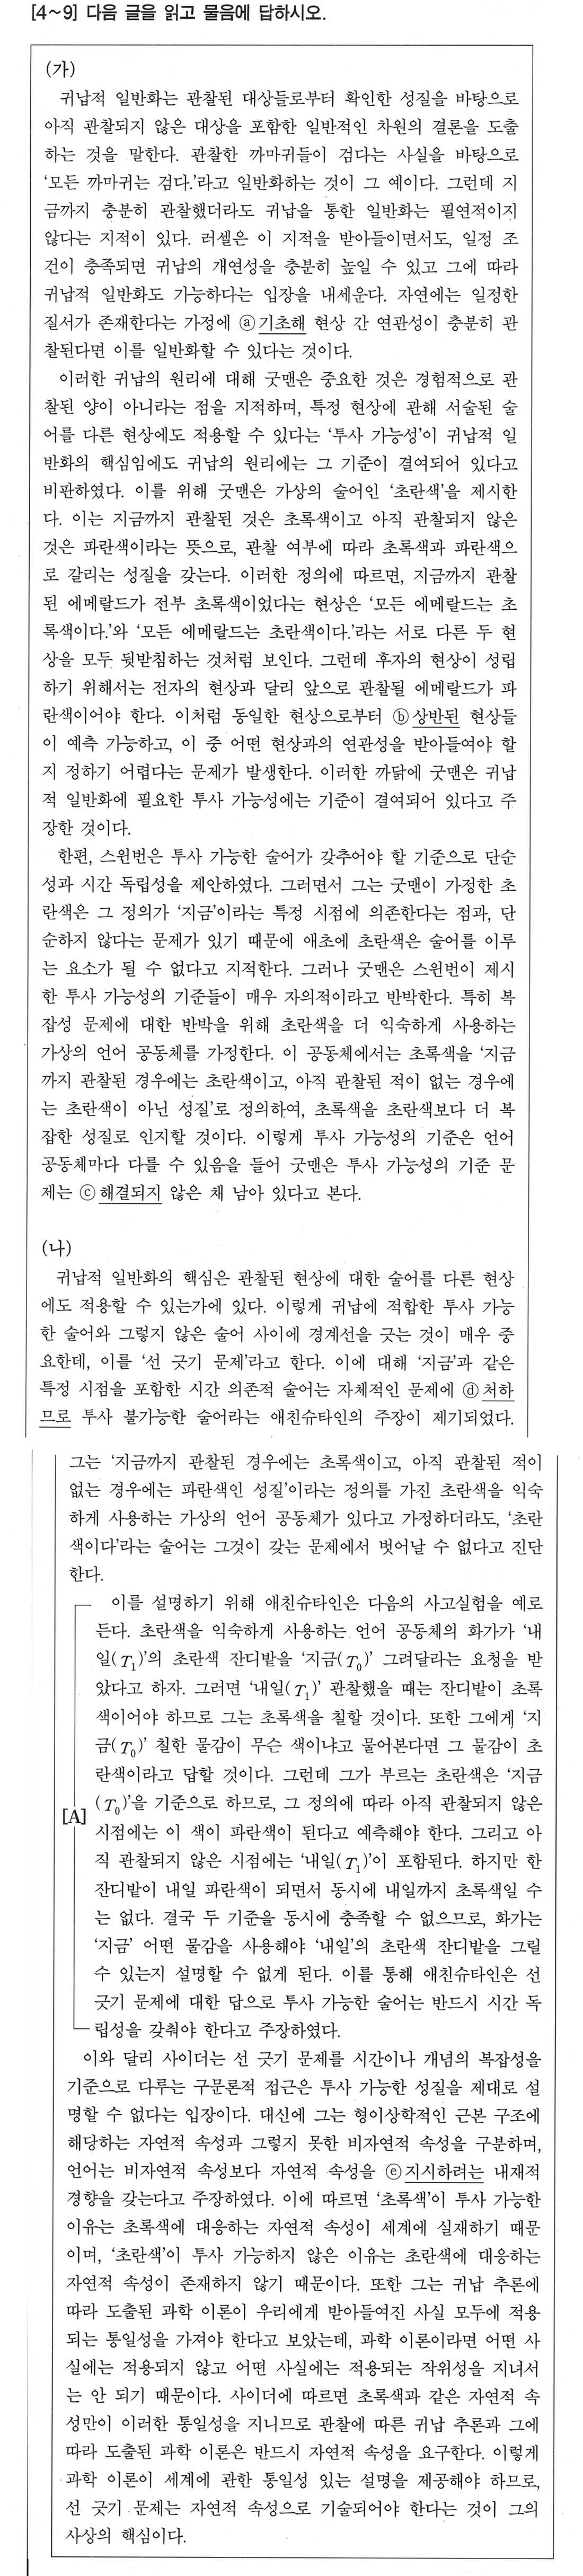 [4~9] 다음 글을 읽고 물음에 답하시오.
(가)
귀납적 일반화는 관찰된 대상들로부터 확인한 성질을 바탕으로
아직 관찰되지 않은 대상을 포함한 일반적인 차원의 결론을 도출
하는 것을 말한다. 관찰한 까마귀들이 검다는 사실을 바탕으로
‘모든 까마귀는 검다.’라고 일반화하는 것이 그 예이다. 그런데 지
금까지 충분히 관찰했더라도 귀납을 통한 일반화는 필연적이지
않다는 지적이 있다. 러셀은 이 지적을 받아들이면서도, 일정 조
건이 충족되면 귀납의 개연성을 충분히 높일 수 있고 그에 따라
귀납적 일반화도 가능하다는 입장을 내세운다. 자연에는 일정한
질서가 존재한다는 가정에 ⓐ기초해 현상 간 연관성이 충분히 관
찰된다면 이를 일반화할 수 있다는 것이다.
이러한 귀납의 원리에 대해 굿맨은 중요한 것은 경험적으로 관
찰된 양이 아니라는 점을 지적하며, 특정 현상에 관해 서술된 술
어를 다른 현상에도 적용할 수 있다는 ‘투사 가능성’이 귀납적 일
반화의 핵심임에도 귀납의 원리에는 그 기준이 결여되어 있다고
비판하였다. 이를 위해 굿맨은 가상의 술어인 ‘초란색’을 제시한
다. 이는 지금까지 관찰된 것은 초록색이고 아직 관찰되지 않은
것은 파란색이라는 뜻으로, 관찰 여부에 따라 초록색과 파란색으
로 갈리는 성질을 갖는다. 이러한 정의에 따르면, 지금까지 관찰
된 에메랄드가 전부 초록색이었다는 현상은 ‘모든 에메랄드는 초
록색이다.’와 ‘모든 에메랄드는 초란색이다.’라는 서로 다른 두 현
상을 모두 뒷받침하는 것처럼 보인다. 그런데 후자의 현상이 성립
하기 위해서는 전자의 현상과 달리 앞으로 관찰될 에메랄드가 파
란색이어야 한다. 이처럼 동일한 현상으로부터 ⓑ상반된 현상들
이 예측 가능하고, 이 중 어떤 현상과의 연관성을 받아들여야 할
지 정하기 어렵다는 문제가 발생한다. 이러한 까닭에 굿맨은 귀납
적 일반화에 필요한 투사 가능성에는 기준이 결여되어 있다고 주
장한 것이다.
한편, 스윈번은 투사 가능한 술어가 갖추어야 할 기준으로 단순
성과 시간 독립성을 제안하였다. 그러면서 그는 굿맨이 가정한 초
란색은 그 정의가 ‘지금’이라는 특정 시점에 의존한다는 점과, 단
순하지 않다는 문제가 있기 때문에 애초에 초란색은 술어를 이루
는 요소가 될 수 없다고 지적한다. 그러나 굿맨은 스윈번이 제시
한 투사 가능성의 기준들이 매우 자의적이라고 반박한다. 특히 복
잡성 문제에 대한 반박을 위해 초란색을 더 익숙하게 사용하는
가상의 언어 공동체를 가정한다. 이 공동체에서는 초록색을 ‘지금
까지 관찰된 경우에는 초란색이고, 아직 관찰된 적이 없는 경우에
는 초란색이 아닌 성질’로 정의하여, 초록색을 초란색보다 더 복
잡한 성질로 인지할 것이다. 이렇게 투사 가능성의 기준은 언어
공동체마다 다를 수 있음을 들어 굿맨은 투사 가능성의 기준 문
제는 ⓒ해결되지 않은 채 남아 있다고 본다.
(나)
귀납적 일반화의 핵심은 관찰된 현상에 대한 술어를 다른 현상
에도 적용할 수 있는가에 있다. 이렇게 귀납에 적합한 투사 가능
한 술어와 그렇지 않은 술어 사이에 경계선을 긋는 것이 매우 중
요한데, 이를 ‘선 긋기 문제’라고 한다. 이에 대해 ‘지금’과 같은
특정 시점을 포함한 시간 의존적 술어는 자체적인 문제에 ⓓ처하
므로 투사 불가능한 술어라는 애친슈타인의 주장이 제기되었다.
그는 ‘지금까지 관찰된 경우에는 초록색이고, 아직 관찰된 적이
없는 경우에는 파란색인 성질’이라는 정의를 가진 초란색을 익숙
하게 사용하는 가상의 언어 공동체가 있다고 가정하더라도, ‘초란
색이다’라는 술어는 그것이 갖는 문제에서 벗어날 수 없다고 진단
한다.
이를 설명하기 위해 애친슈타인은 다음의 사고실험을 예로
든다. 초란색을 익숙하게 사용하는 언어 공동체의 화가가 ‘내
일(T₁)’의 초란색 잔디밭을 ‘지금(T₀)’ 그려달라는 요청을 받
았다고 하자. 그러면 ‘내일(T₁)’ 관찰했을 때는 잔디밭이 초록
색이어야 하므로 그는 초록색을 칠할 것이다. 또한 그에게 ‘지
금(T₀)’ 칠한 물감이 무슨 색이냐고 물어본다면 그 물감이 초
란색이라고 답할 것이다. 그런데 그가 부르는 초란색은 ‘지금
(T₀)’을 기준으로 하므로, 그 정의에 따라 아직 관찰되지 않은
[A]
시점에는 이 색이 파란색이 된다고 예측해야 한다. 그리고 아
직 관찰되지 않은 시점에는 ‘내일(T₁)’이 포함된다. 하지만 한
잔디밭이 내일 파란색이 되면서 동시에 내일까지 초록색일 수
는 없다. 결국 두 기준을 동시에 충족할 수 없으므로, 화가는
‘지금’ 어떤 물감을 사용해야 ‘내일’의 초란색 잔디밭을 그릴
수 있는지 설명할 수 없게 된다. 이를 통해 애친슈타인은 선
긋기 문제에 대한 답으로 투사 가능한 술어는 반드시 시간 독
립성을 갖춰야 한다고 주장하였다.
이와 달리 사이더는 선 긋기 문제를 시간이나 개념의 복잡성을
기준으로 다루는 구문론적 접근은 투사 가능한 성질을 제대로 설
명할 수 없다는 입장이다. 대신에 그는 형이상학적인 근본 구조에
해당하는 자연적 속성과 그렇지 못한 비자연적 속성을 구분하며,
언어는 비자연적 속성보다 자연적 속성을 ⓔ지시하려는 내재적
경향을 갖는다고 주장하였다. 이에 따르면 ‘초록색’이 투사 가능한
이유는 초록색에 대응하는 자연적 속성이 세계에 실재하기 때문
이며, ‘초란색’이 투사 가능하지 않은 이유는 초란색에 대응하는
자연적 속성이 존재하지 않기 때문이다. 또한 그는 귀납 추론에
따라 도출된 과학 이론이 우리에게 받아들여진 사실 모두에 적용
되는 통일성을 가져야 한다고 보았는데, 과학 이론이라면 어떤 사
실에는 적용되지 않고 어떤 사실에는 적용되는 작위성을 지녀서
는 안 되기 때문이다. 사이더에 따르면 초록색과 같은 자연적 속
성만이 이러한 통일성을 지니므로 관찰에 따른 귀납 추론과 그에
따라 도출된 과학 이론은 반드시 자연적 속성을 요구한다. 이렇게
과학 이론이 세계에 관한 통일성 있는 설명을 제공해야 하므로,
선 긋기 문제는 자연적 속성으로 기술되어야 한다는 것이 그의
사상의 핵심이다.